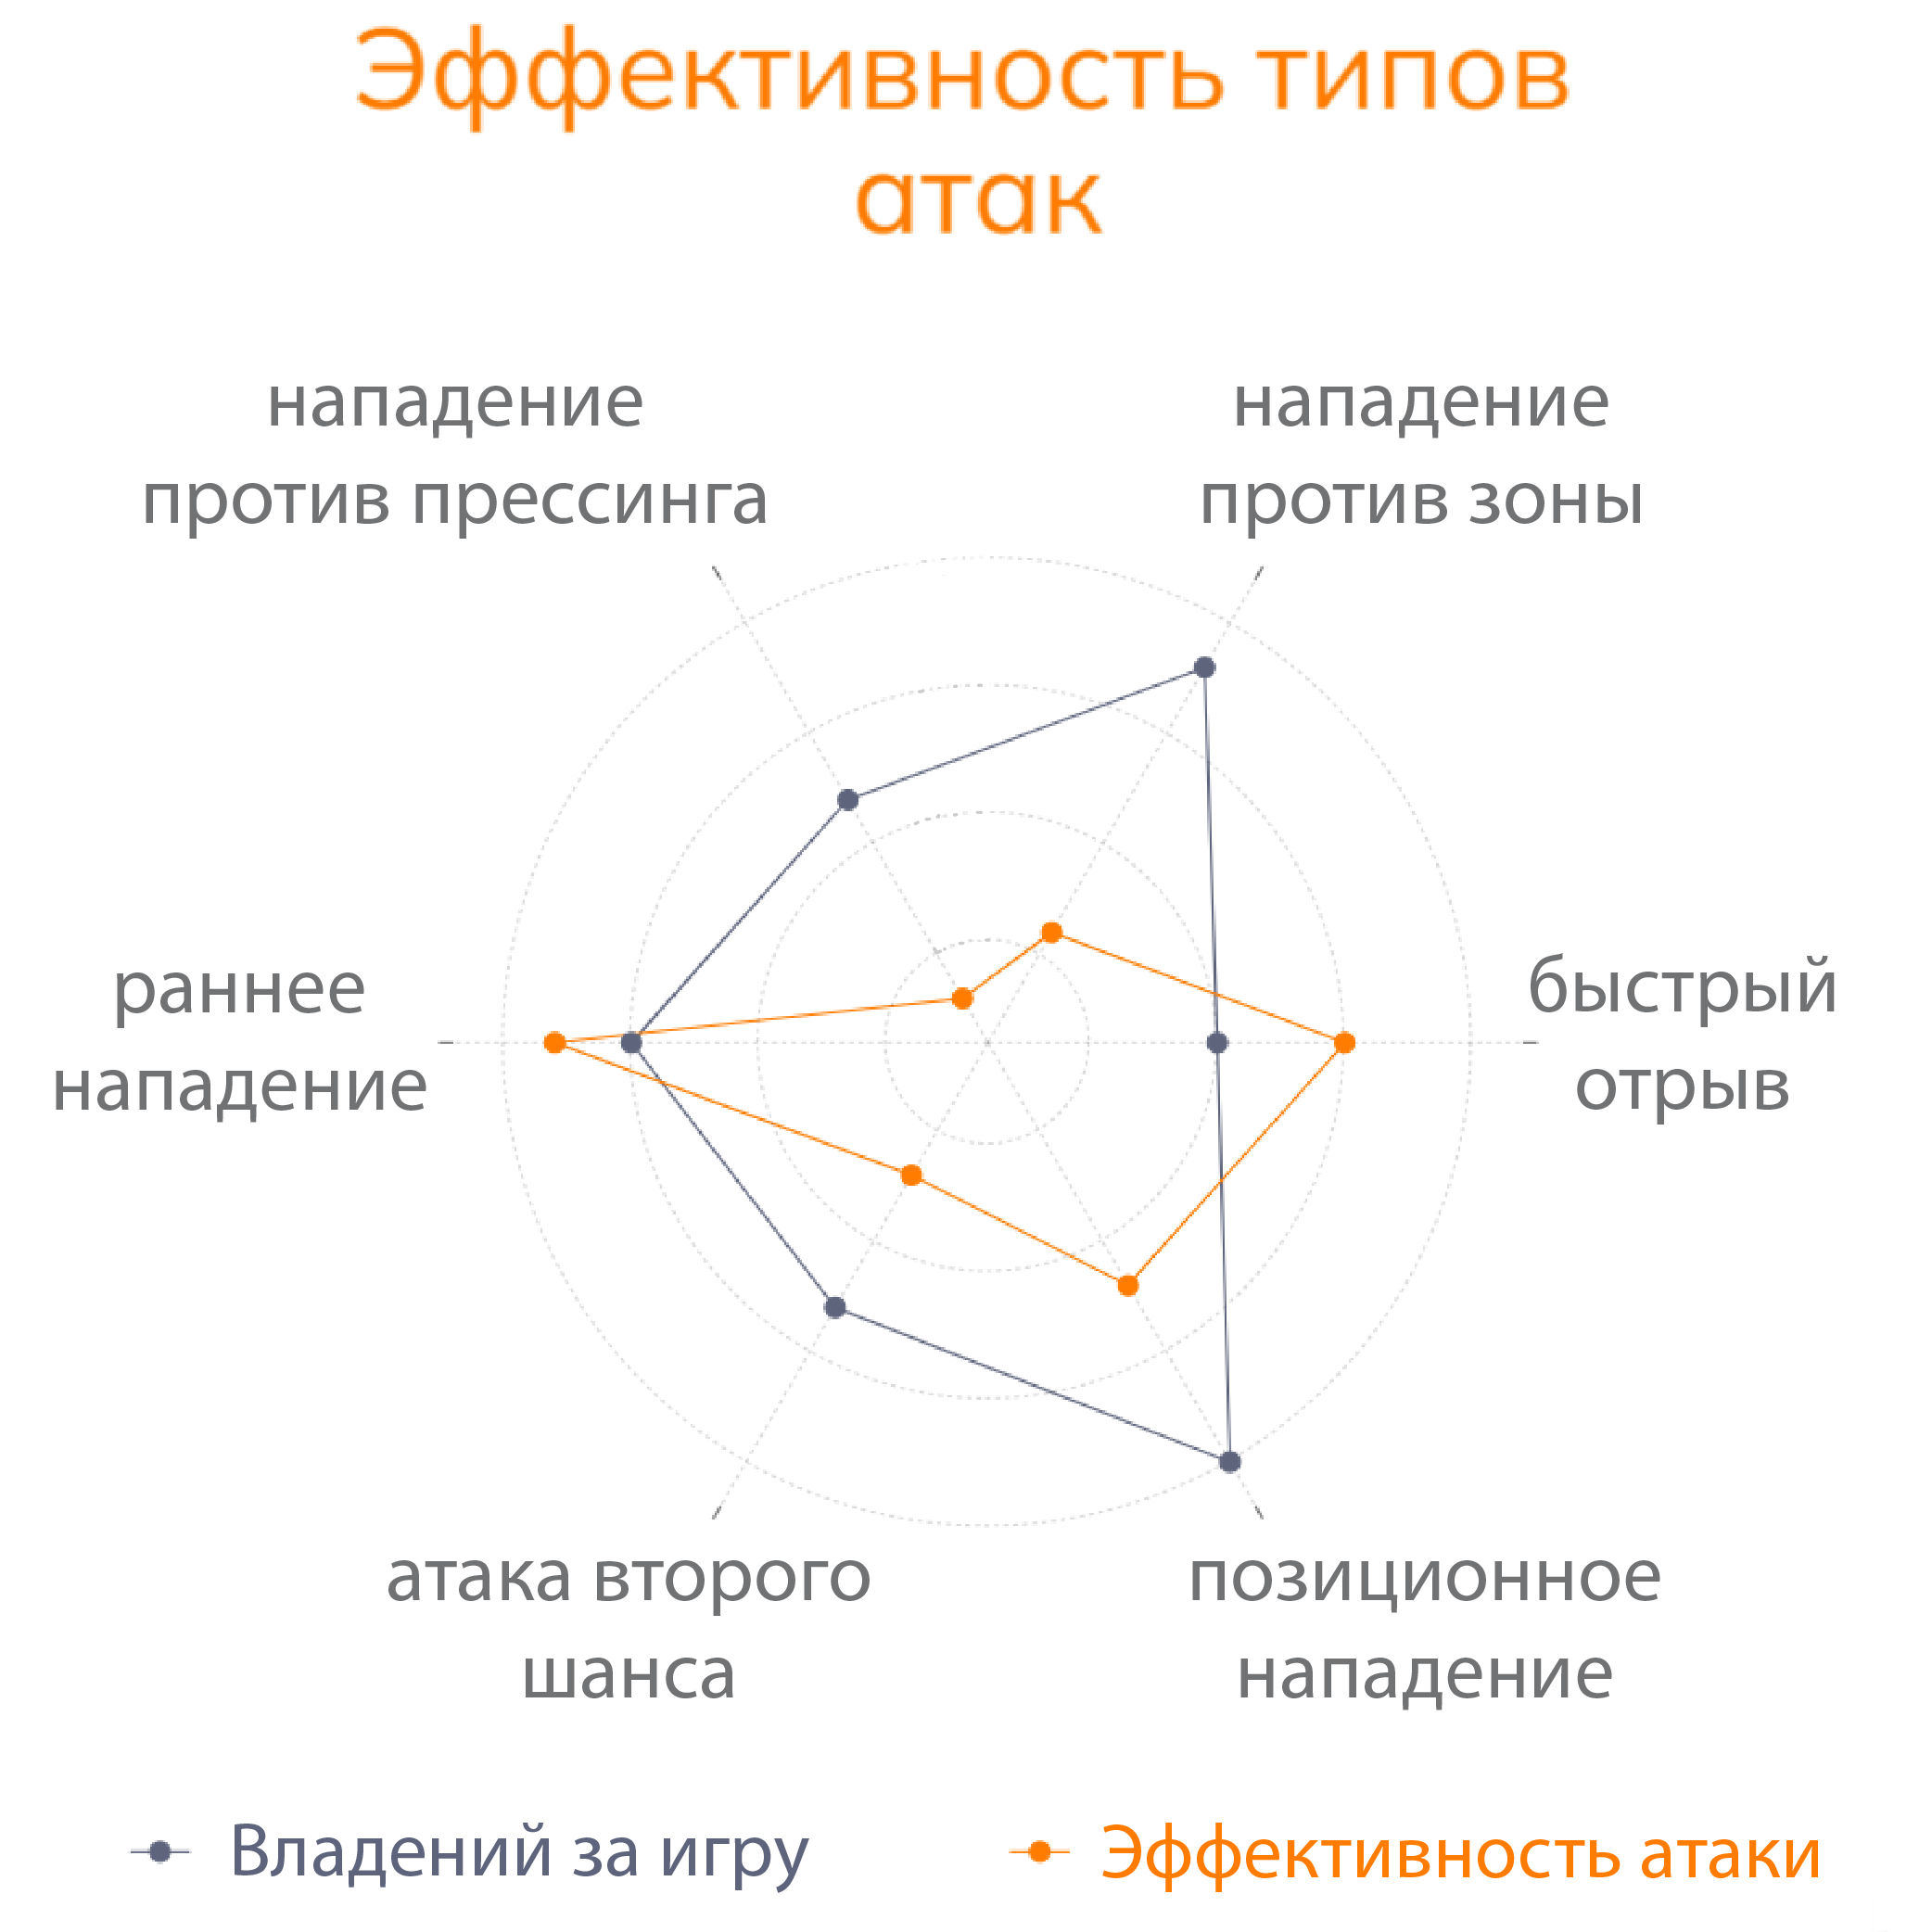 Эффективность типов
атак
нападение
против прессинга
нападение
против зоны
раннее
нападение
быстрый
отрыв
атака второго
шанса
позиционное
нападение
Владений за игру
Эффективность атаки